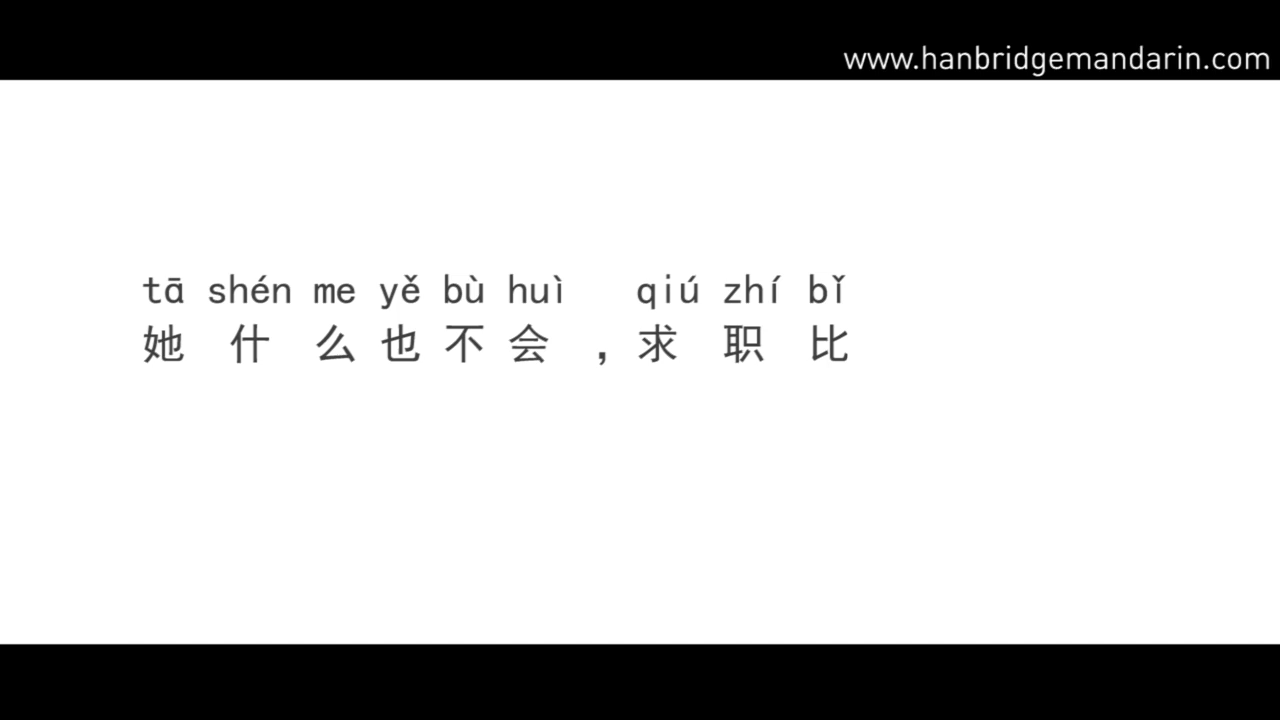 www.hanbridgemandarin.com
tā shén me yě bù huì qiú zhí bǐ
她 什 么 也 不 会 ，求 职 比